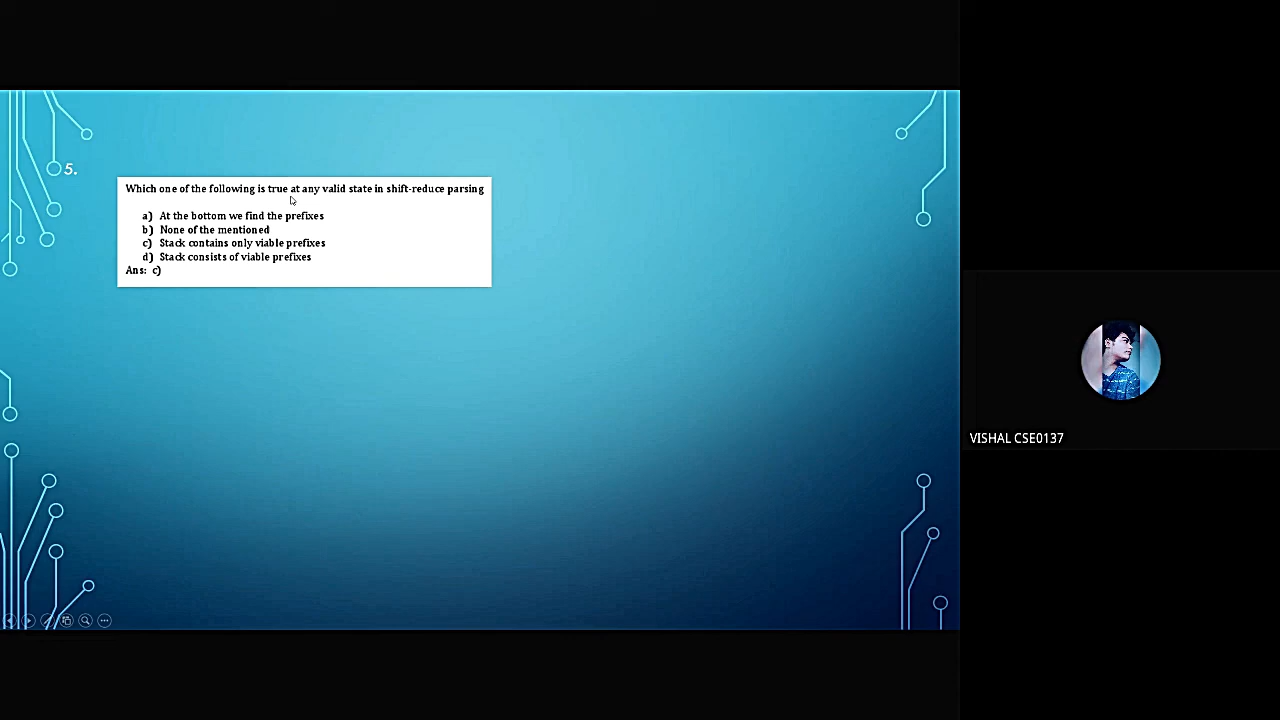 5.
Which one of the following is true at any valid state in shift-reduce parsing
a) At the bottom we find the prefixes
b) None of the mentioned
c) Stack contains only viable prefixes
d) Stack consists of viable prefixes
Ans: c)
VISHAL CSE0137